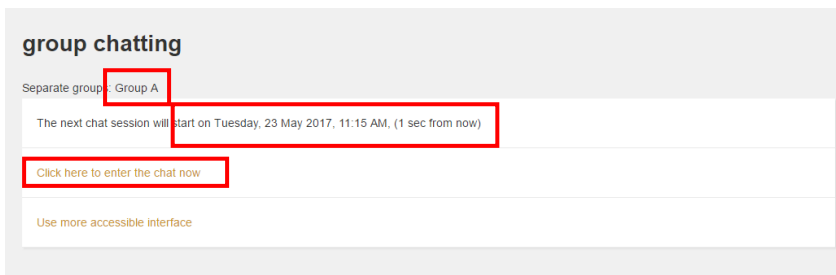 group chatting
Separate groups: Group A
The next chat session will start on Tuesday, 23 May 2017, 11:15 AM, (1 sec from now)
Click here to enter the chat now
Use more accessible interface